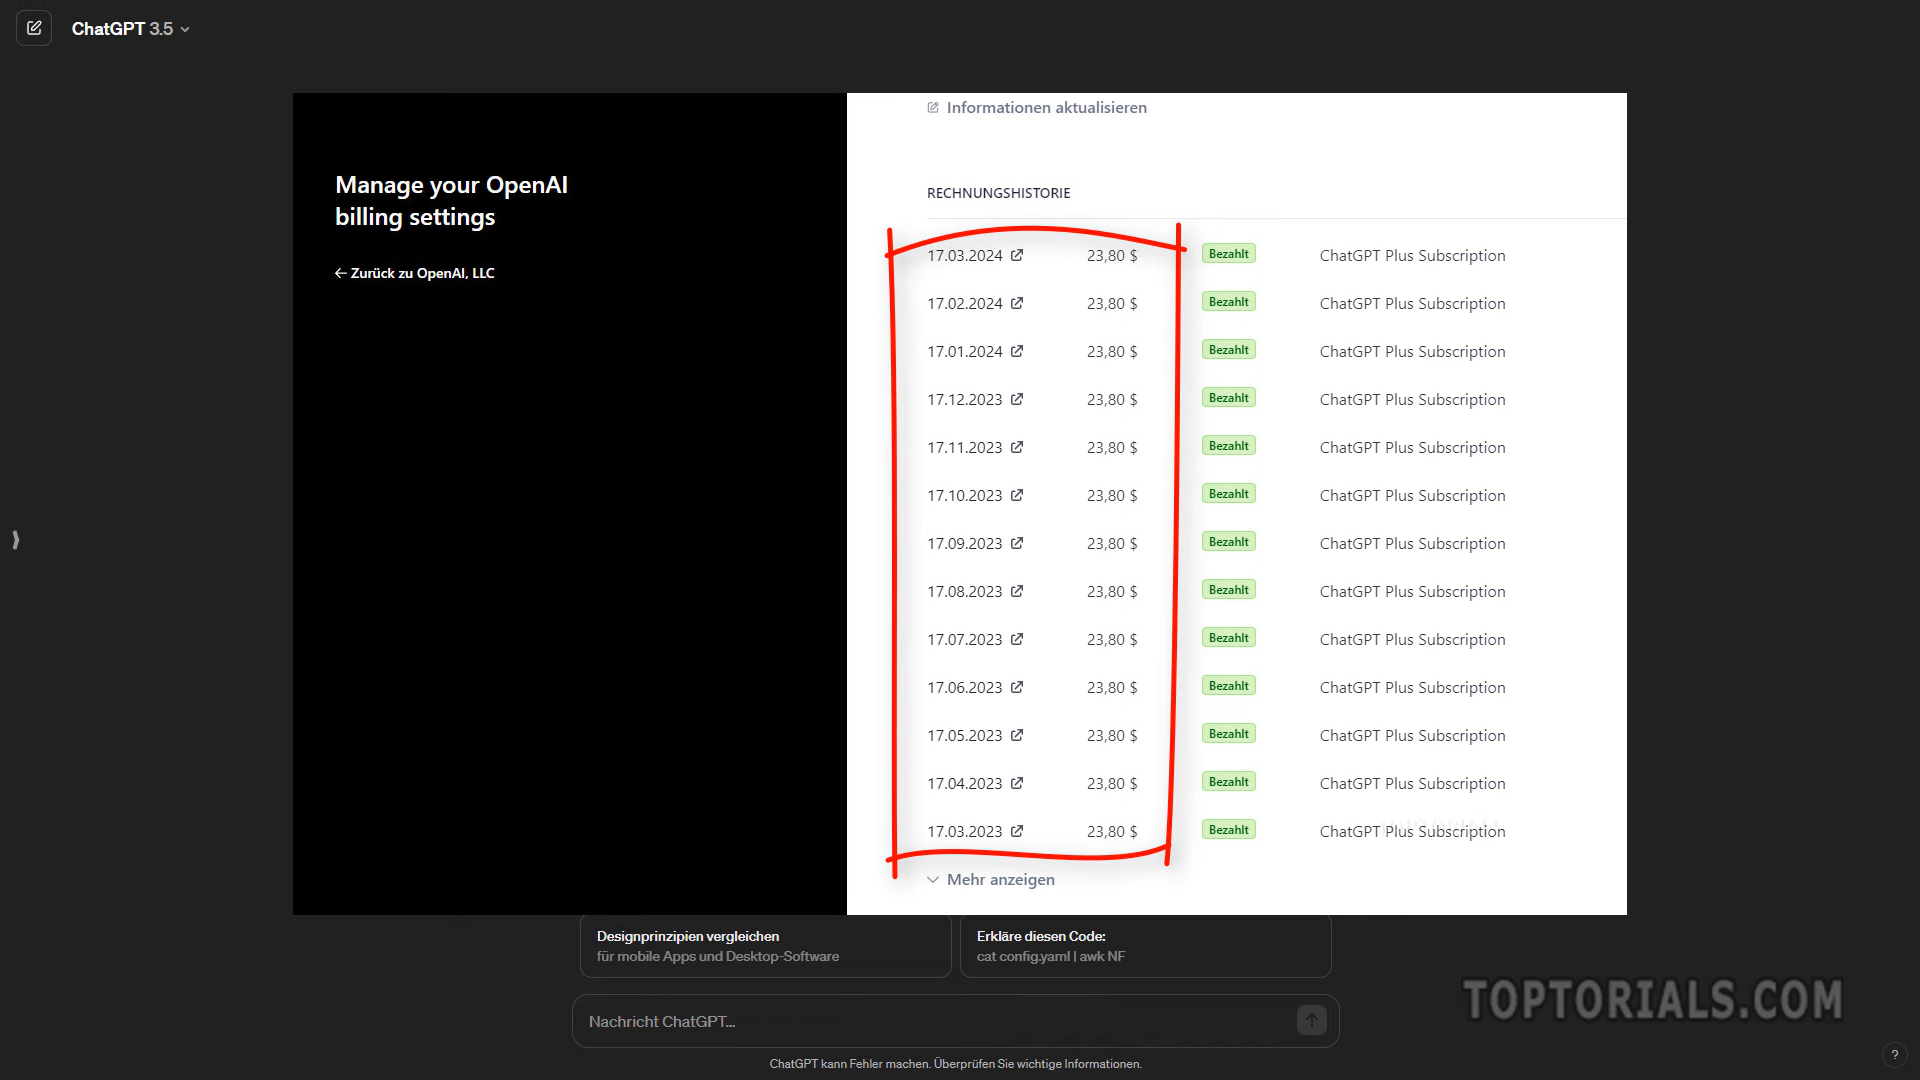 ChatGPT 3.5
Informationen aktualisieren
Manage your OpenAI
billing settings
← Zurück zu OpenAI, LLC
RECHNUNGSHISTORIE
17.03.2024 23,80 $ Bezahlt ChatGPT Plus Subscription
17.02.2024 23,80 $ Bezahlt ChatGPT Plus Subscription
17.01.2024 23,80 $ Bezahlt ChatGPT Plus Subscription
17.12.2023 23,80 $ Bezahlt ChatGPT Plus Subscription
17.11.2023 23,80 $ Bezahlt ChatGPT Plus Subscription
17.10.2023 23,80 $ Bezahlt ChatGPT Plus Subscription
17.09.2023 23,80 $ Bezahlt ChatGPT Plus Subscription
17.08.2023 23,80 $ Bezahlt ChatGPT Plus Subscription
17.07.2023 23,80 $ Bezahlt ChatGPT Plus Subscription
17.06.2023 23,80 $ Bezahlt ChatGPT Plus Subscription
17.05.2023 23,80 $ Bezahlt ChatGPT Plus Subscription
17.04.2023 23,80 $ Bezahlt ChatGPT Plus Subscription
17.03.2023 23,80 $ Bezahlt ChatGPT Plus Subscription
Mehr anzeigen
Designprinzipien vergleichen
für mobile Apps und Desktop-Software
Erkläre diesen Code:
cat config.yaml | awk NF
TOPTORIALS.COM
Nachricht ChatGPT...
ChatGPT kann Fehler machen. Überprüfen Sie wichtige Informationen.
?